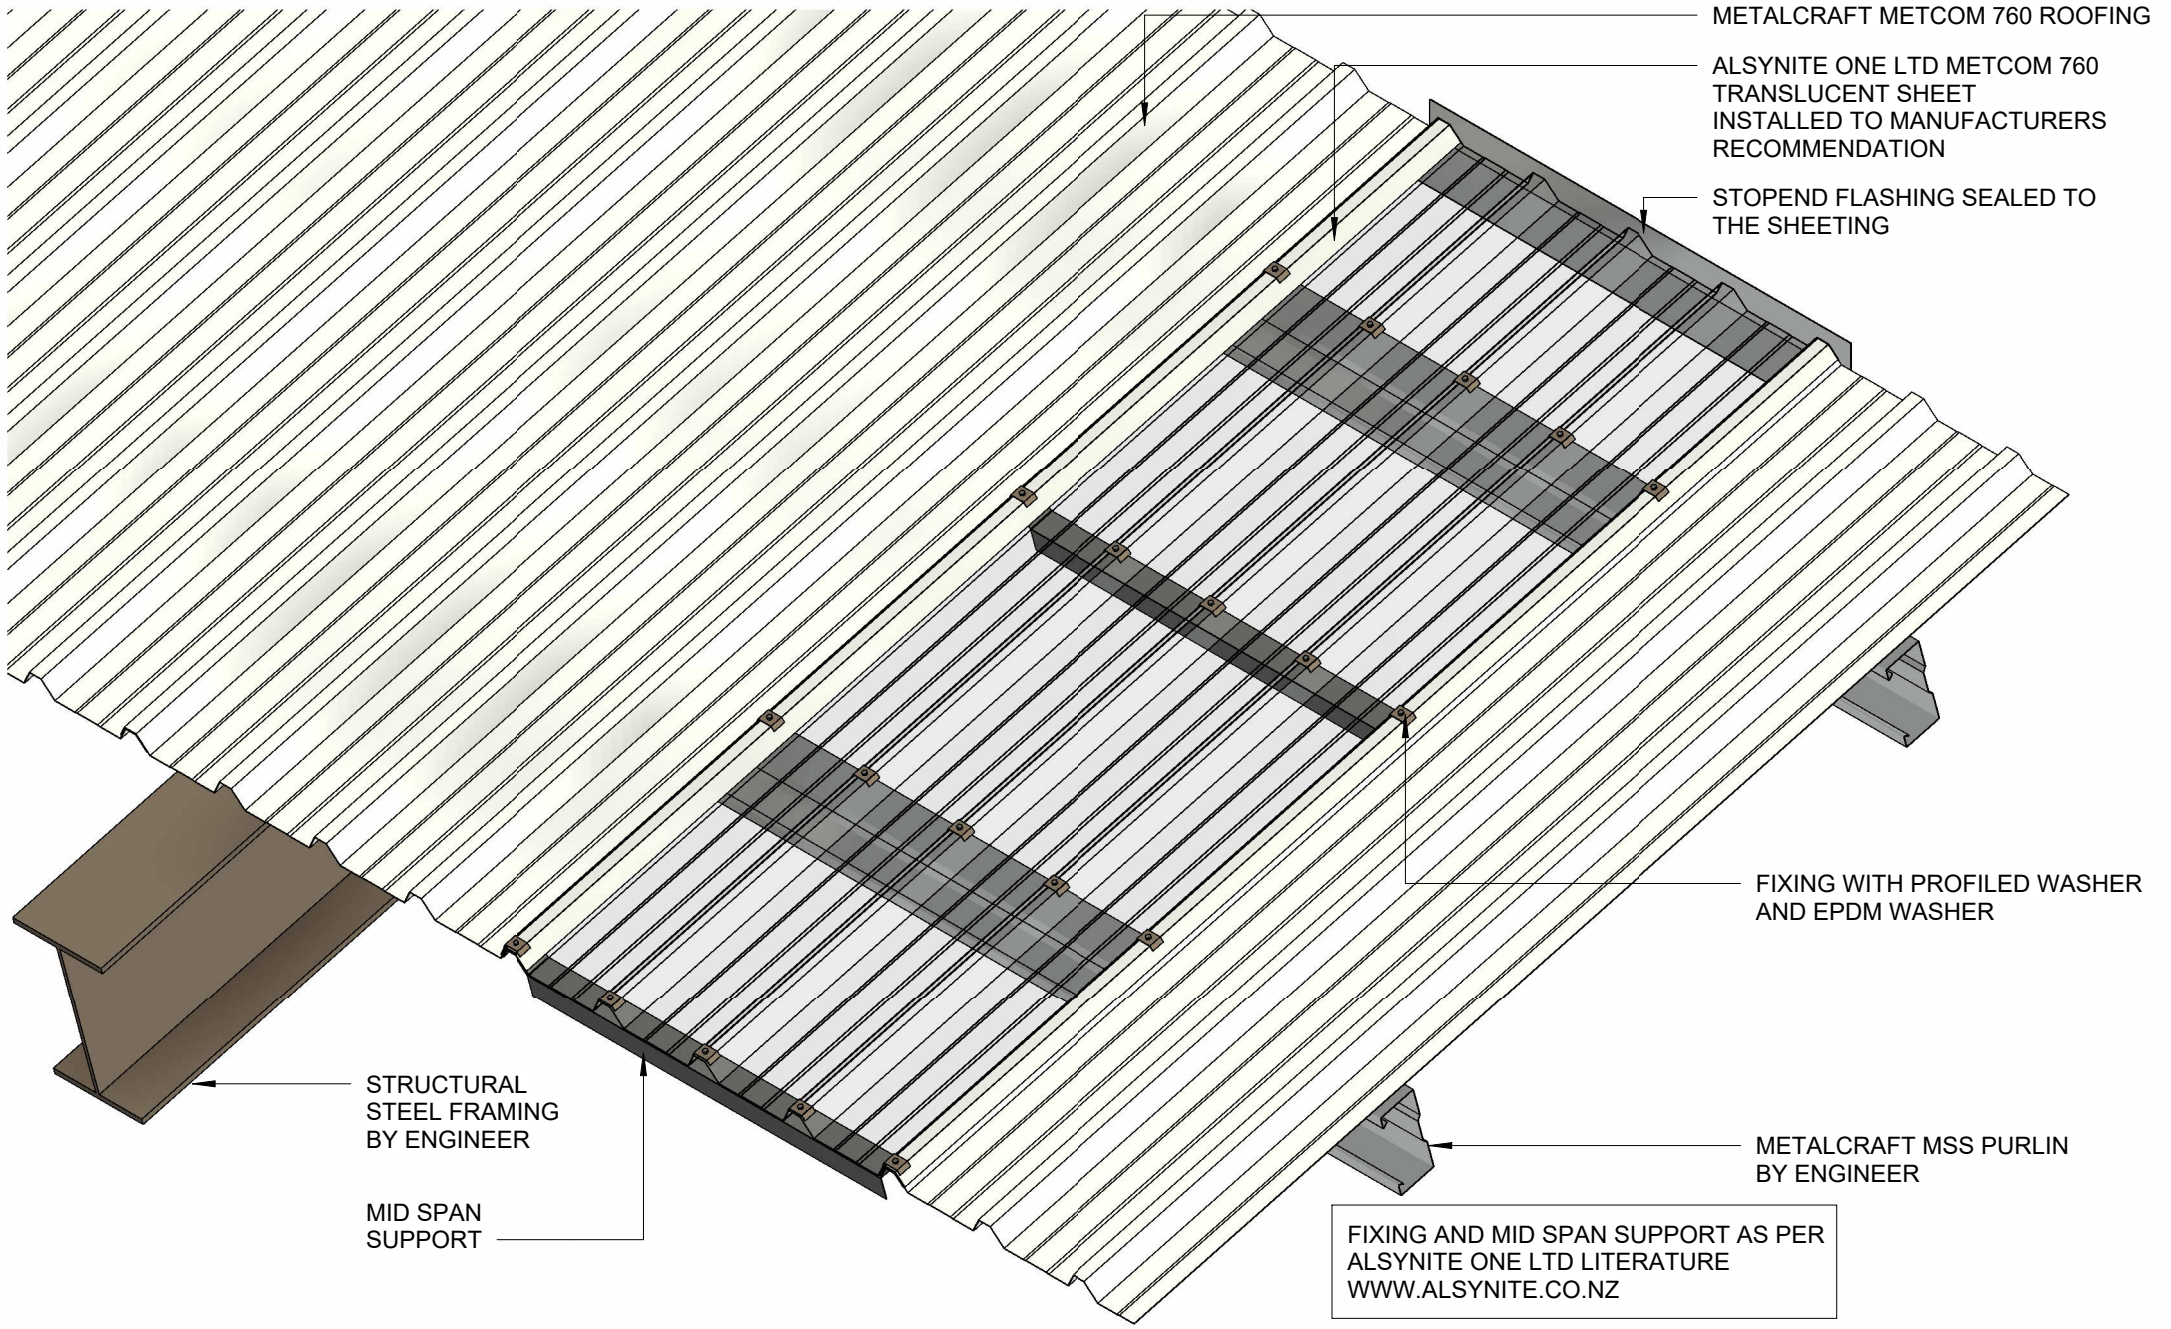 METALCRAFT METCOM 760 ROOFING
ALSYNITE ONE LTD METCOM 760
TRANSLUCENT SHEET
INSTALLED TO MANUFACTURERS
RECOMMENDATION
STOPEND FLASHING SEALED TO
THE SHEETING
FIXING WITH PROFILED WASHER
AND EPDM WASHER
STRUCTURAL
STEEL FRAMING
BY ENGINEER
METALCRAFT MSS PURLIN
BY ENGINEER
MID SPAN
SUPPORT
FIXING AND MID SPAN SUPPORT AS PER
ALSYNITE ONE LTD LITERATURE
WWW.ALSYNITE.CO.NZ